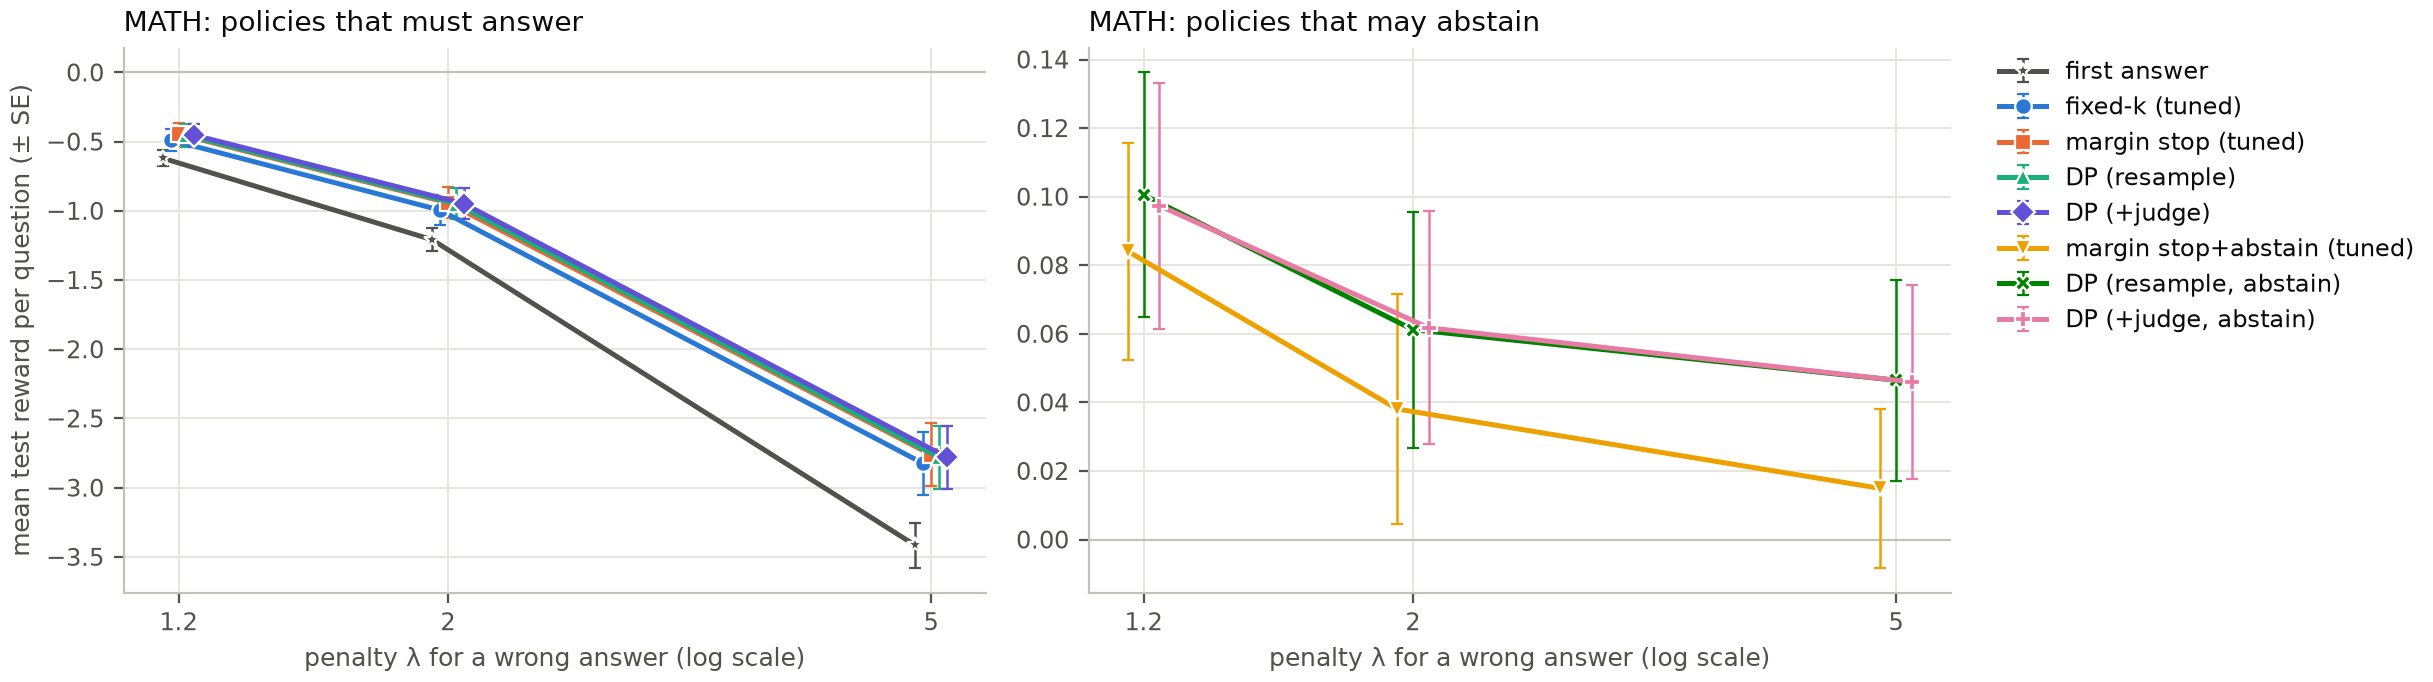 MATH: policies that must answer
mean test reward per question (± SE)
0.0
−0.5
−1.0
−1.5
−2.0
−2.5
−3.0
−3.5
1.2
2
5
penalty λ for a wrong answer (log scale)
MATH: policies that may abstain
0.14
0.12
0.10
0.08
0.06
0.04
0.02
0.00
1.2
2
5
penalty λ for a wrong answer (log scale)
first answer
fixed-k (tuned)
margin stop (tuned)
DP (resample)
DP (+judge)
margin stop+abstain (tuned)
DP (resample, abstain)
DP (+judge, abstain)